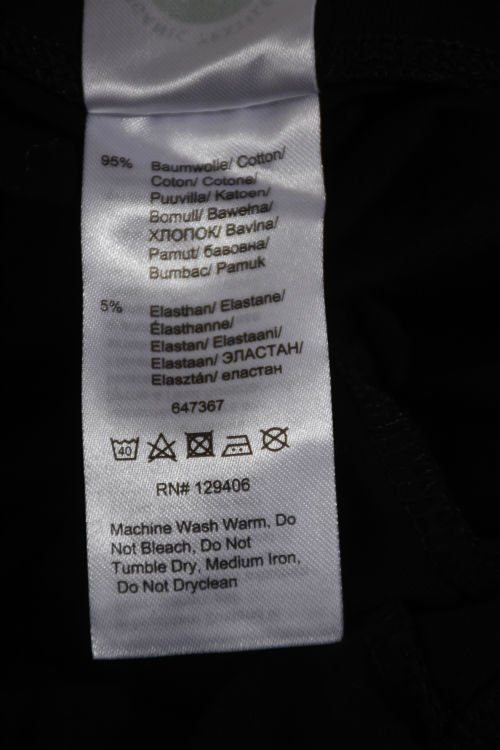 95% Baumwolle/ Cotton/
Coton/ Cotone/
Puuvilla/ Katoen/
Bomull/ Bawełna/
ХЛОПОК/ Bavlna/
Pamut/ бавовна/
Bumbac/ Pamuk
5% Elasthan/ Elastane/
Élasthanne/
Elastan/ Elastaani/
Elastaan/ ЭЛАСТАН/
Elasztán/ еластан
647367
40
RN# 129406
Machine Wash Warm, Do
Not Bleach, Do Not
Tumble Dry, Medium Iron,
Do Not Dryclean